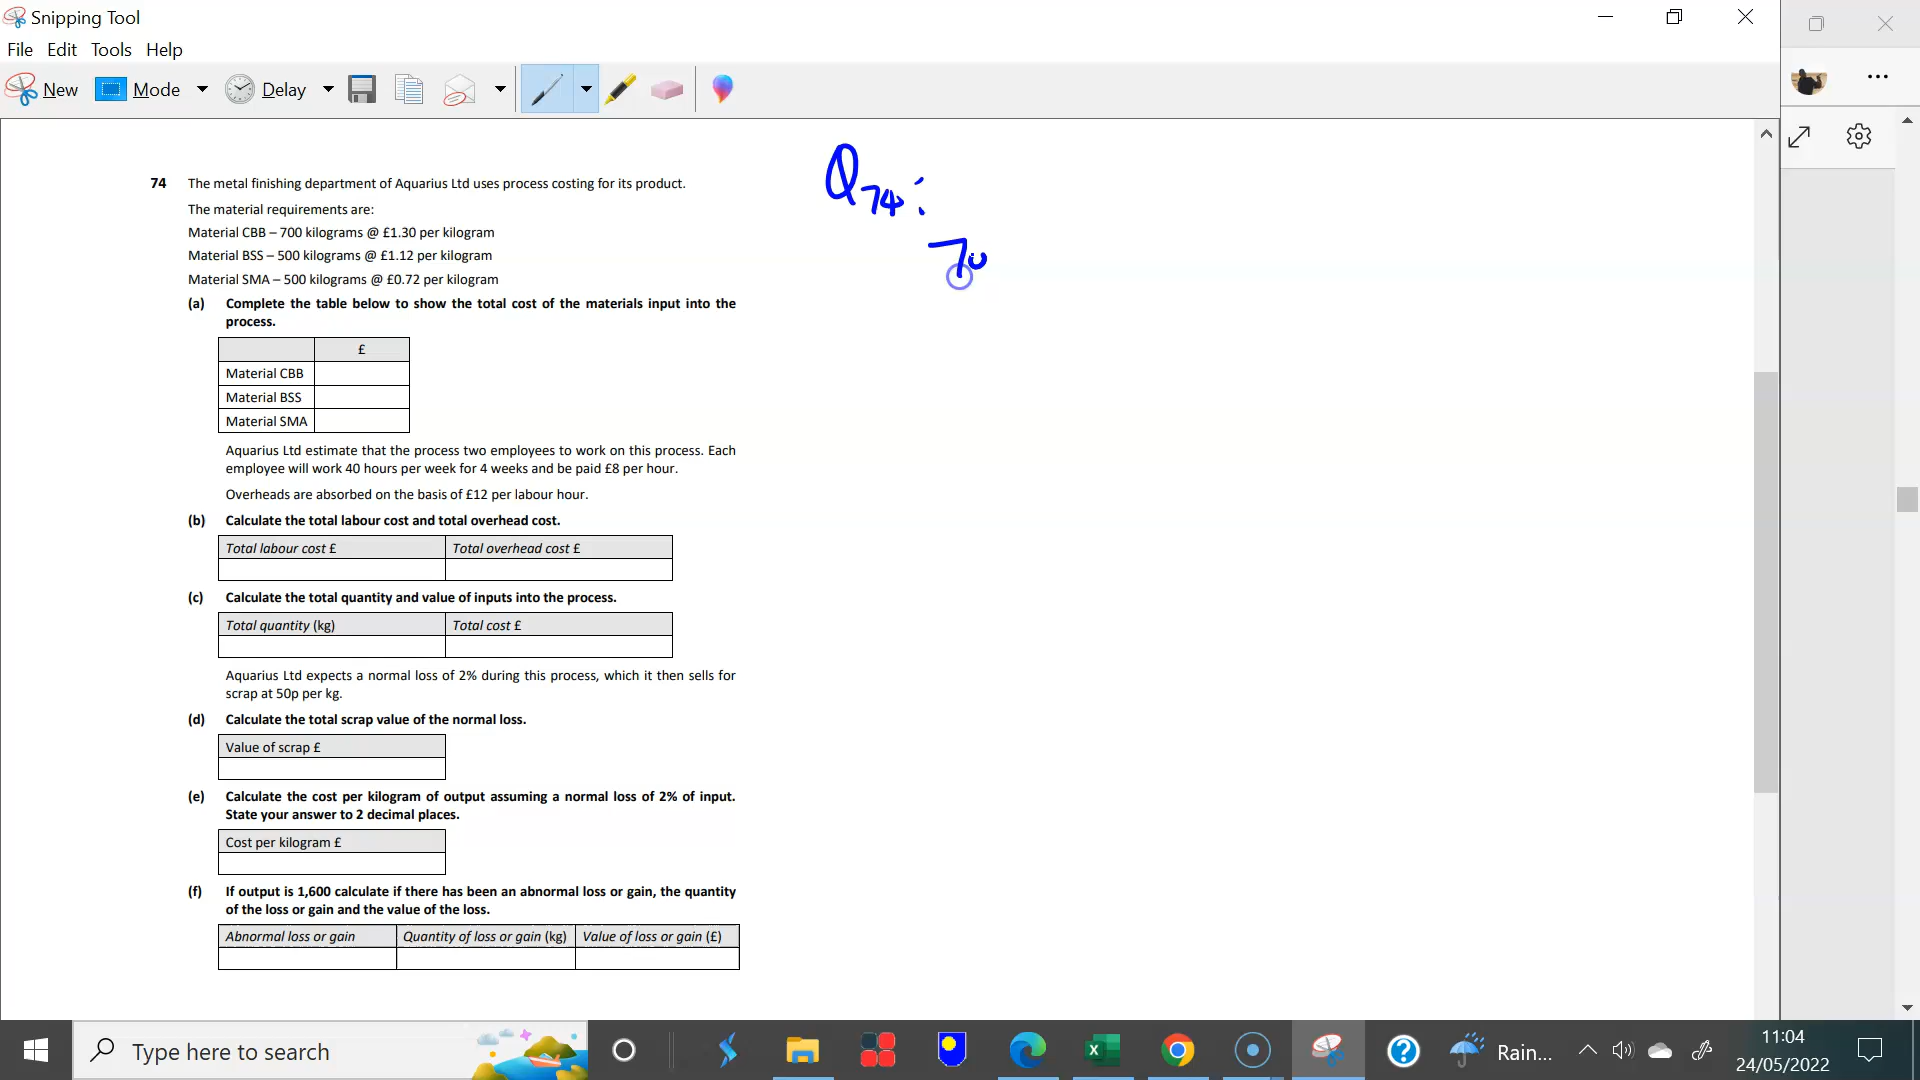 Snipping Tool
File Edit Tools Help
New Mode Delay
Q74:
70
74 The metal finishing department of Aquarius Ltd uses process costing for its product.
The material requirements are:
Material CBB – 700 kilograms @ £1.30 per kilogram
Material BSS – 500 kilograms @ £1.12 per kilogram
Material SMA – 500 kilograms @ £0.72 per kilogram
(a) Complete the table below to show the total cost of the materials input into the
process.
£
Material CBB
Material BSS
Material SMA
Aquarius Ltd estimate that the process two employees to work on this process. Each
employee will work 40 hours per week for 4 weeks and be paid £8 per hour.
Overheads are absorbed on the basis of £12 per labour hour.
(b) Calculate the total labour cost and total overhead cost.
Total labour cost £ Total overhead cost £
(c) Calculate the total quantity and value of inputs into the process.
Total quantity (kg) Total cost £
Aquarius Ltd expects a normal loss of 2% during this process, which it then sells for
scrap at 50p per kg.
(d) Calculate the total scrap value of the normal loss.
Value of scrap £
(e) Calculate the cost per kilogram of output assuming a normal loss of 2% of input.
State your answer to 2 decimal places.
Cost per kilogram £
(f) If output is 1,600 calculate if there has been an abnormal loss or gain, the quantity
of the loss or gain and the value of the loss.
Abnormal loss or gain Quantity of loss or gain (kg) Value of loss or gain (£)
Type here to search
Rain...
11:04
24/05/2022